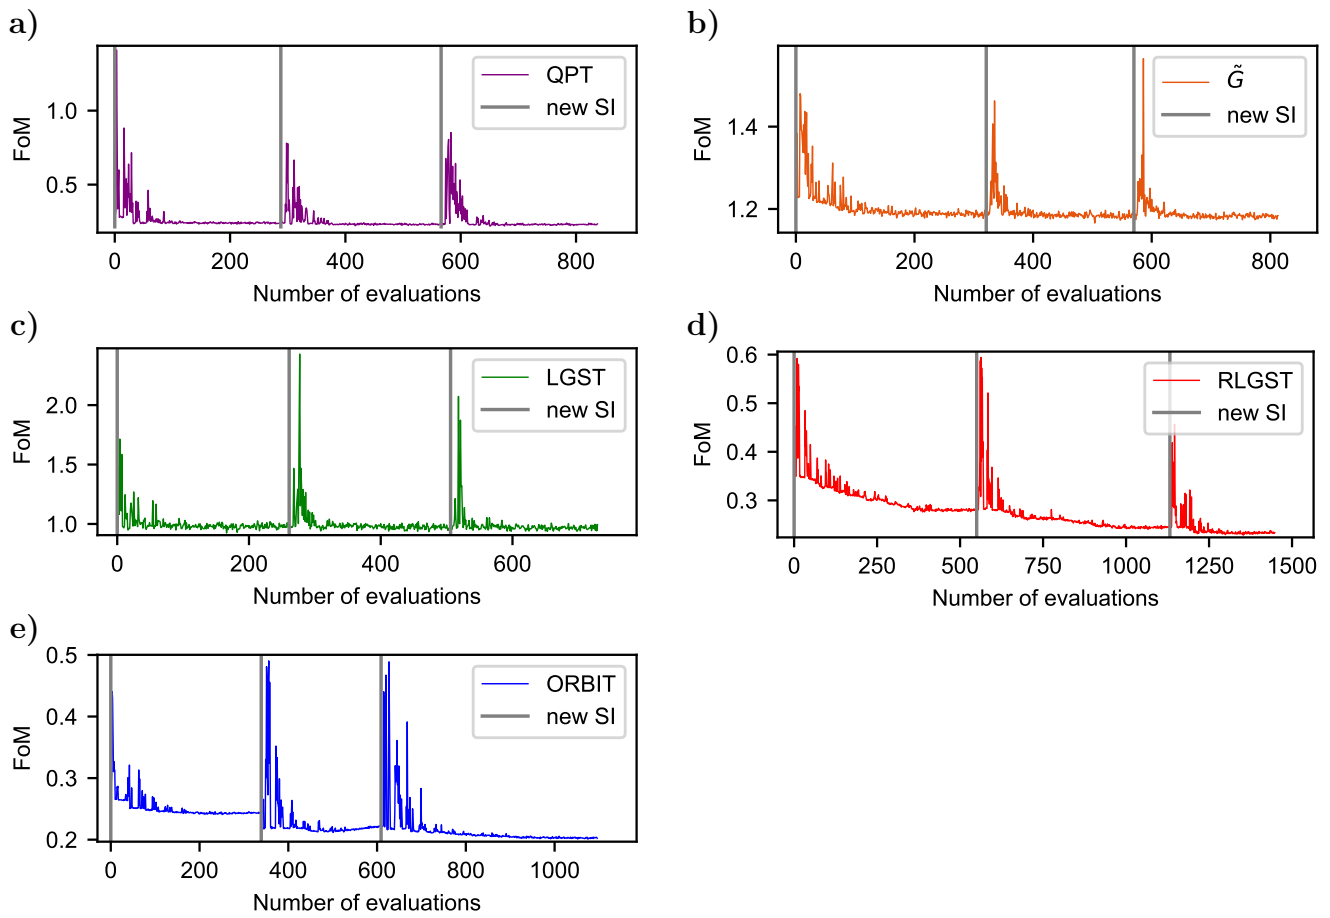 a)
FoM
1.0
0.5
QPT
new SI
0 200 400 600 800
Number of evaluations
b)
FoM
1.4
1.2
G̃
new SI
0 200 400 600 800
Number of evaluations
c)
FoM
2.0
1.5
1.0
LGST
new SI
0 200 400 600
Number of evaluations
d)
FoM
0.6
0.5
0.4
0.3
RLGST
new SI
0 250 500 750 1000 1250 1500
Number of evaluations
e)
FoM
0.5
0.4
0.3
0.2
ORBIT
new SI
0 200 400 600 800 1000
Number of evaluations